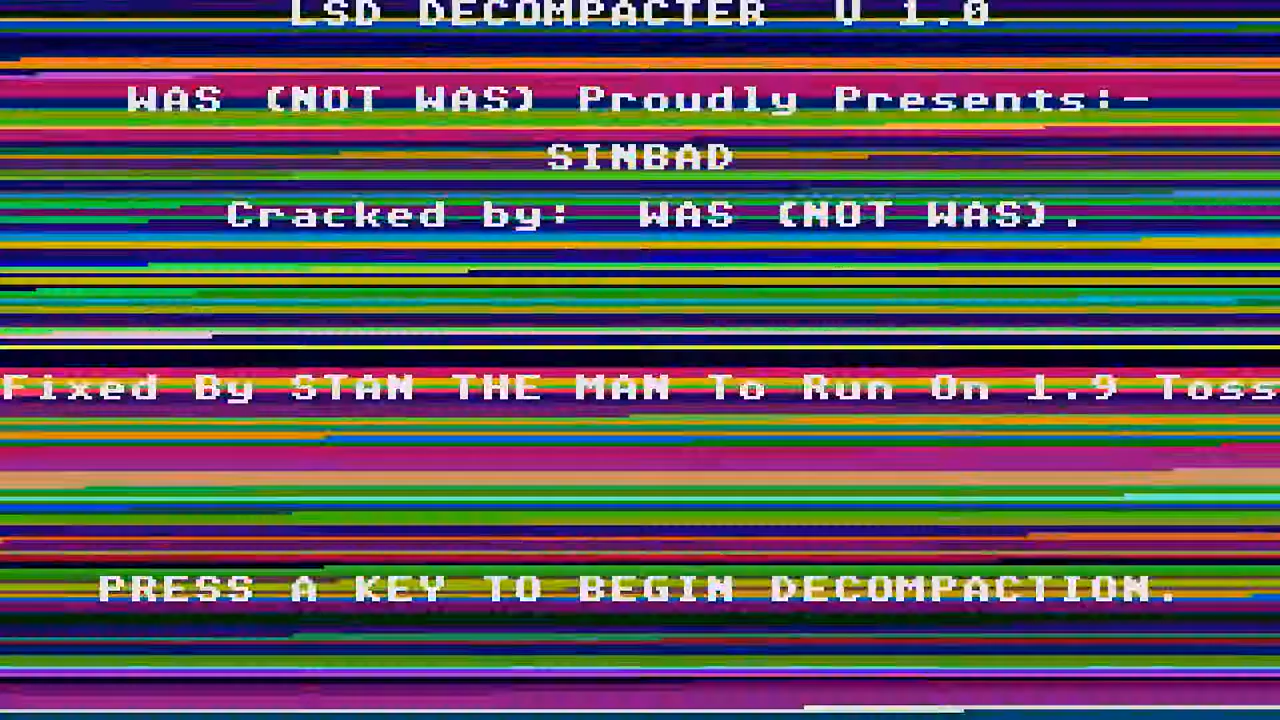 LSD DECOMPACTER V 1.0
WAS (NOT WAS) Proudly Presents:-
SINBAD
Cracked by: WAS (NOT WAS).
Fixed By STAN THE MAN To Run On 1.9 Toss
PRESS A KEY TO BEGIN DECOMPACTION.